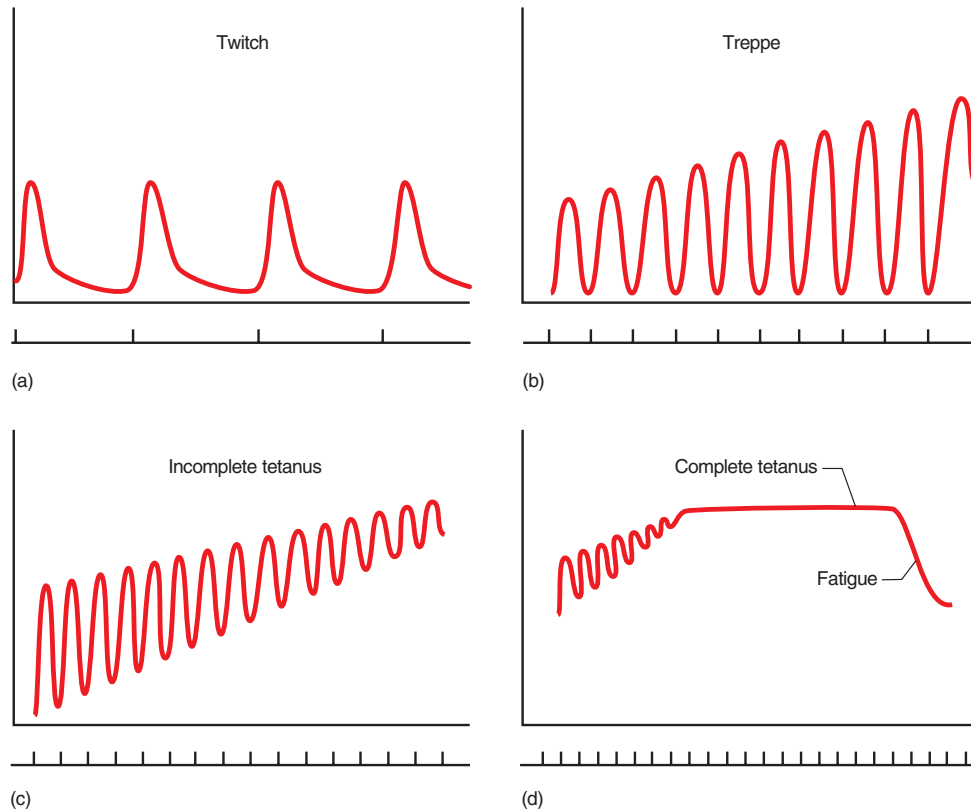 Twitch
(a)
Treppe
(b)
Incomplete tetanus
(c)
Complete tetanus
Fatigue
(d)